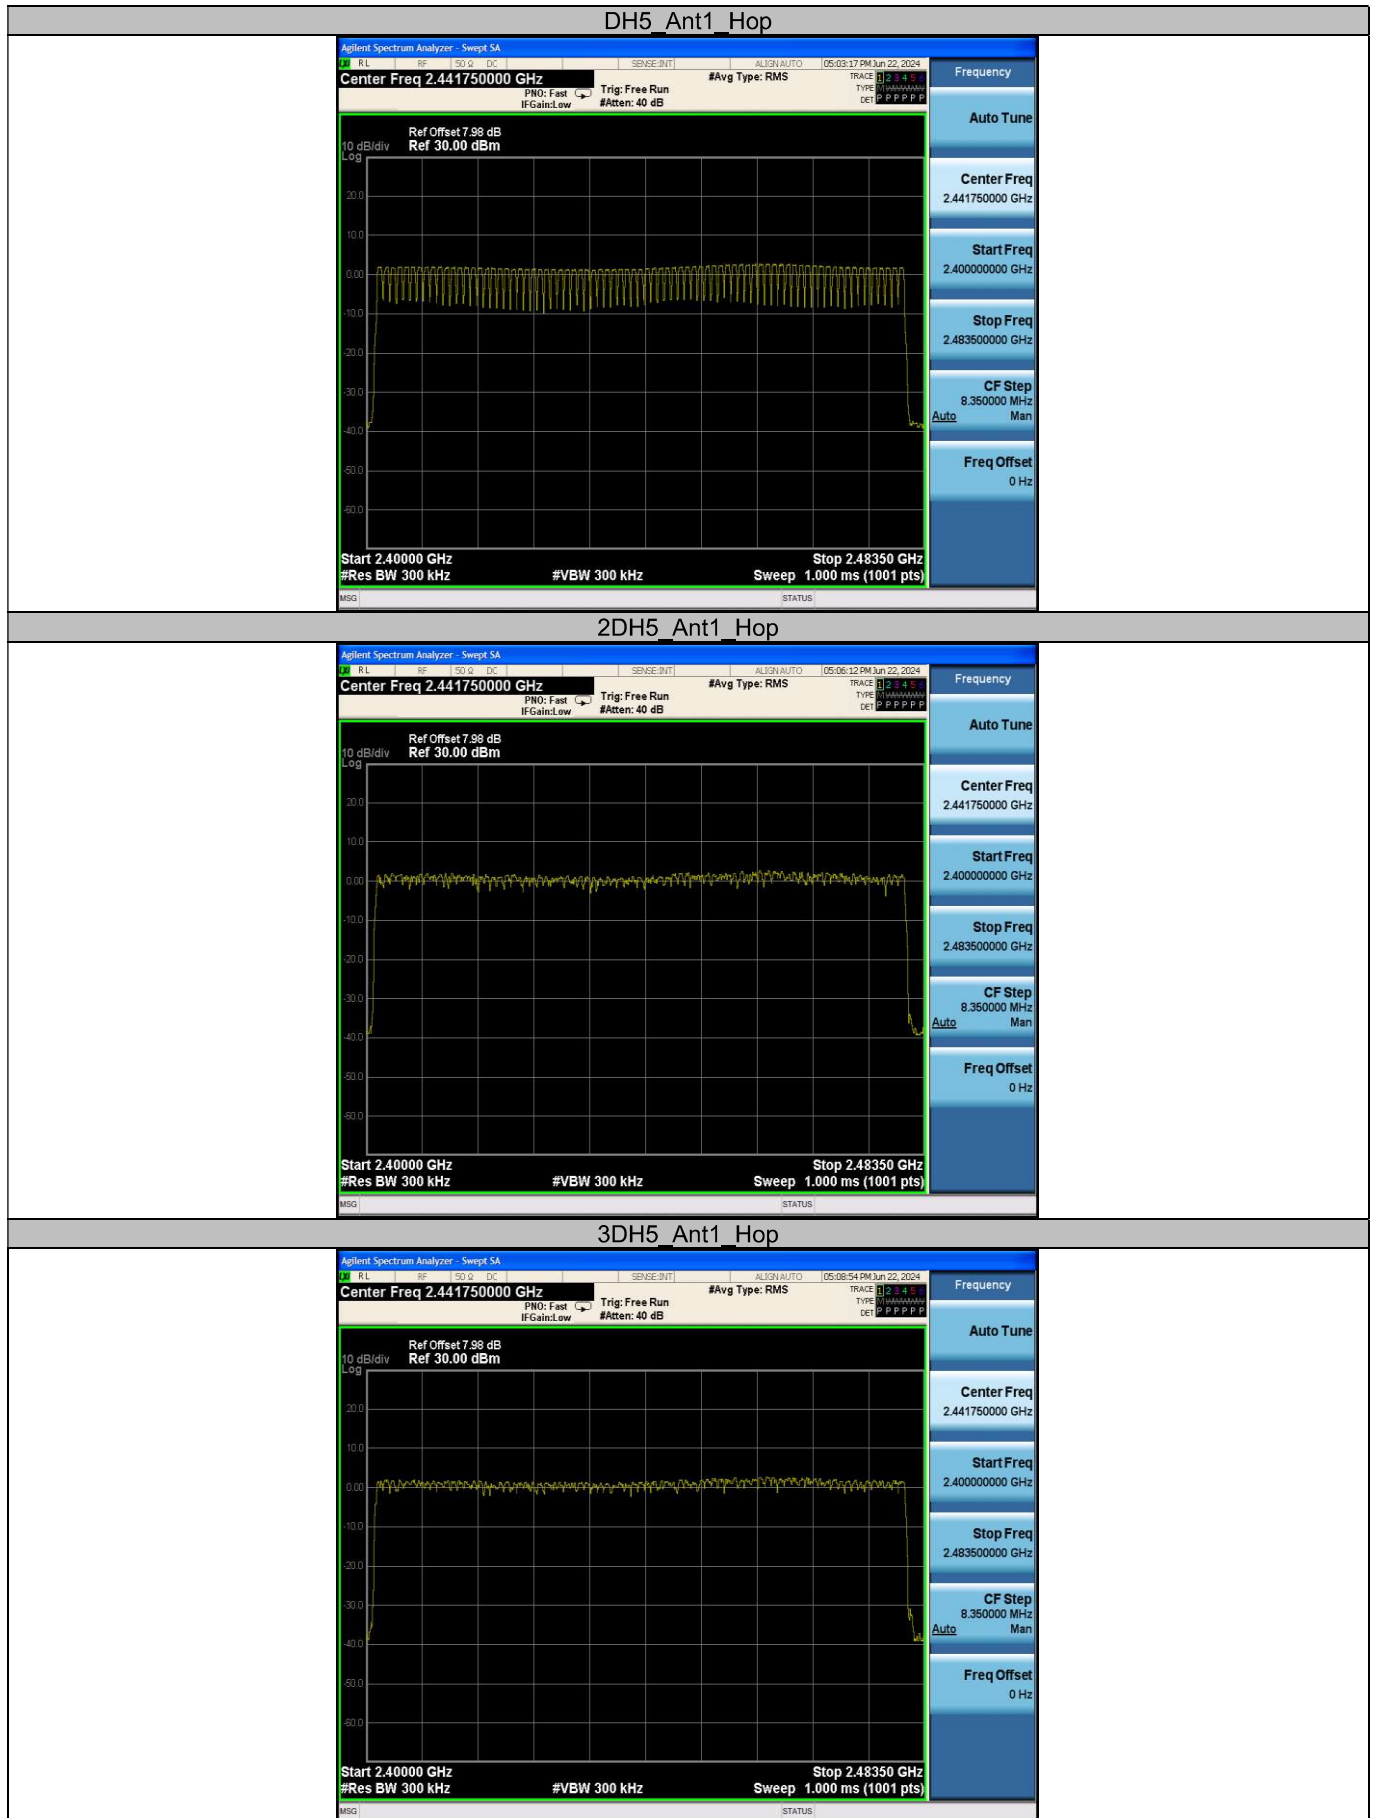 DH5_Ant1_Hop
Agilent Spectrum Analyzer - Swept SA
RL RF 50 Ω DC SENSE:INT ALIGN AUTO 05:03:17 PM Jun 22, 2024
Center Freq 2.441750000 GHz #Avg Type: RMS TRACE 1 2 3 4 5 6
PNO: Fast Trig: Free Run TYPE
IFGain:Low #Atten: 40 dB DET P P P P P P
Frequency
Auto Tune
Ref Offset 7.98 dB
10 dB/div Ref 30.00 dBm
Log
20.0
10.0
0.00
-10.0
-20.0
-30.0
-40.0
-50.0
-60.0
Center Freq
2.441750000 GHz
Start Freq
2.400000000 GHz
Stop Freq
2.483500000 GHz
CF Step
8.350000 MHz
Auto Man
Freq Offset
0 Hz
Start 2.40000 GHz Stop 2.48350 GHz
#Res BW 300 kHz #VBW 300 kHz Sweep 1.000 ms (1001 pts)
MSG STATUS
2DH5_Ant1_Hop
Agilent Spectrum Analyzer - Swept SA
RL RF 50 Ω DC SENSE:INT ALIGN AUTO 05:06:12 PM Jun 22, 2024
Center Freq 2.441750000 GHz #Avg Type: RMS TRACE 1 2 3 4 5 6
PNO: Fast Trig: Free Run TYPE
IFGain:Low #Atten: 40 dB DET P P P P P P
Frequency
Auto Tune
Ref Offset 7.98 dB
10 dB/div Ref 30.00 dBm
Log
20.0
10.0
0.00
-10.0
-20.0
-30.0
-40.0
-50.0
-60.0
Center Freq
2.441750000 GHz
Start Freq
2.400000000 GHz
Stop Freq
2.483500000 GHz
CF Step
8.350000 MHz
Auto Man
Freq Offset
0 Hz
Start 2.40000 GHz Stop 2.48350 GHz
#Res BW 300 kHz #VBW 300 kHz Sweep 1.000 ms (1001 pts)
MSG STATUS
3DH5_Ant1_Hop
Agilent Spectrum Analyzer - Swept SA
RL RF 50 Ω DC SENSE:INT ALIGN AUTO 05:08:54 PM Jun 22, 2024
Center Freq 2.441750000 GHz #Avg Type: RMS TRACE 1 2 3 4 5 6
PNO: Fast Trig: Free Run TYPE
IFGain:Low #Atten: 40 dB DET P P P P P P
Frequency
Auto Tune
Ref Offset 7.98 dB
10 dB/div Ref 30.00 dBm
Log
20.0
10.0
0.00
-10.0
-20.0
-30.0
-40.0
-50.0
-60.0
Center Freq
2.441750000 GHz
Start Freq
2.400000000 GHz
Stop Freq
2.483500000 GHz
CF Step
8.350000 MHz
Auto Man
Freq Offset
0 Hz
Start 2.40000 GHz Stop 2.48350 GHz
#Res BW 300 kHz #VBW 300 kHz Sweep 1.000 ms (1001 pts)
MSG STATUS